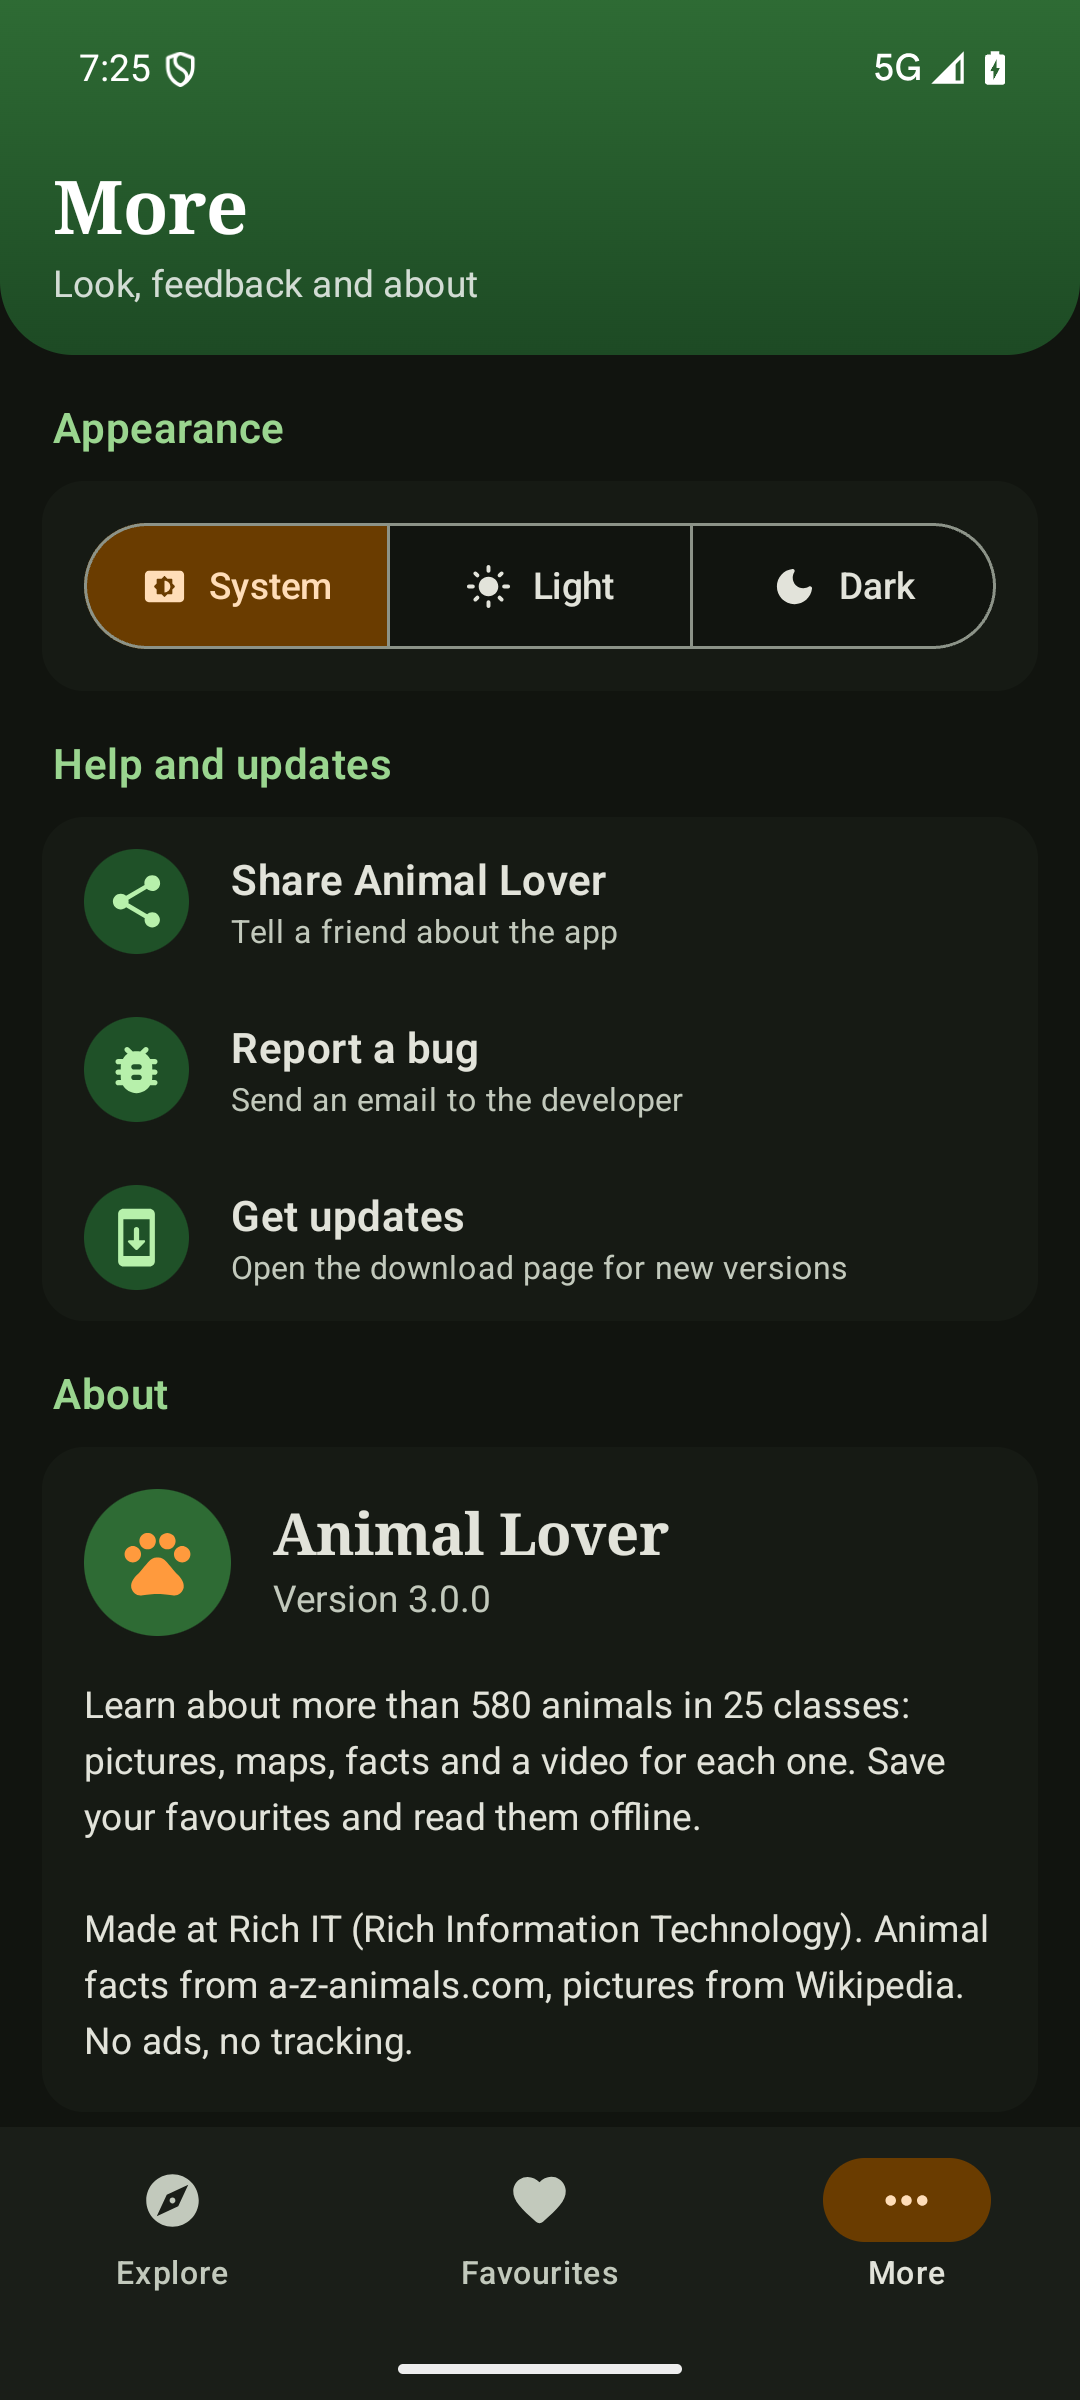 7:25
5G
More
Look, feedback and about
Appearance
System
Light
Dark
Help and updates
Share Animal Lover
Tell a friend about the app
Report a bug
Send an email to the developer
Get updates
Open the download page for new versions
About
Animal Lover
Version 3.0.0
Learn about more than 580 animals in 25 classes:
pictures, maps, facts and a video for each one. Save
your favourites and read them offline.
Made at Rich IT (Rich Information Technology). Animal
facts from a-z-animals.com, pictures from Wikipedia.
No ads, no tracking.
Explore
Favourites
More